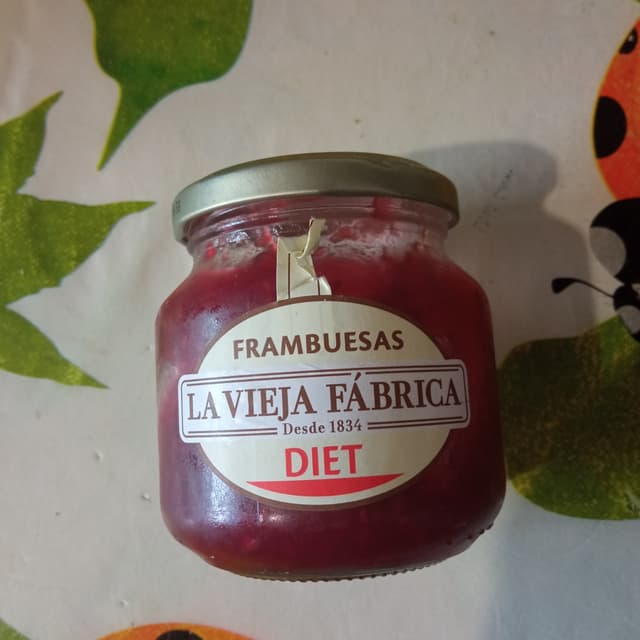 FRAMBUESAS
LA VIEJA FÁBRICA
Desde 1834
DIET